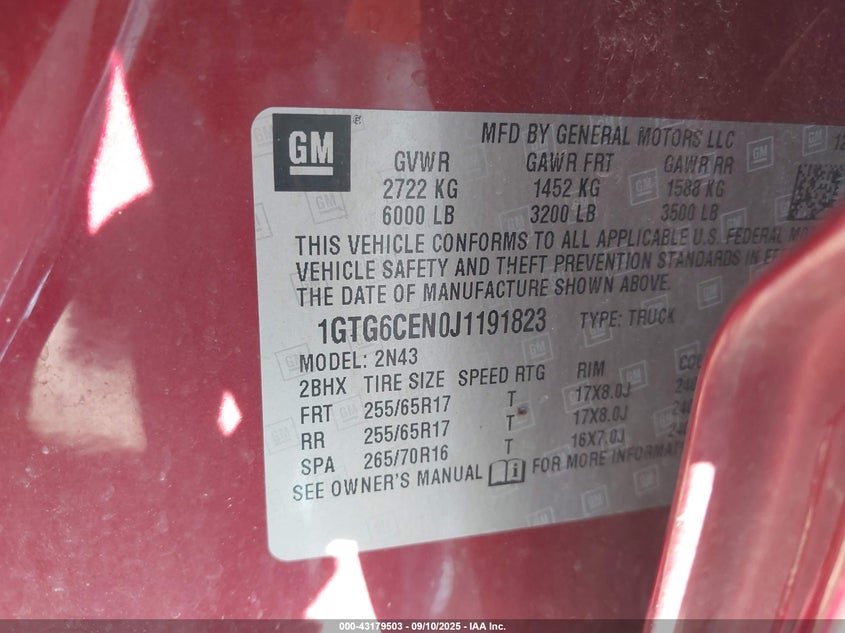 GM
MFD BY GENERAL MOTORS LLC 12
GVWR GAWR FRT GAWR RR
2722 KG 1452 KG 1588 KG
6000 LB 3200 LB 3500 LB
THIS VEHICLE CONFORMS TO ALL APPLICABLE U.S. FEDERAL
VEHICLE SAFETY AND THEFT PREVENTION STANDARDS IN
THE DATE OF MANUFACTURE SHOWN ABOVE.
1GTG6CEN0J1191823 TYPE: TRUCK
MODEL: 2N43
2BHX TIRE SIZE SPEED RTG RIM
FRT 255/65R17 T 17X8.0J
RR 255/65R17 T 17X8.0J
SPA 265/70R16 T 16X7.0J
SEE OWNER'S MANUAL FOR MORE
000-43179503 — 09/10/2025 — IAA Inc.